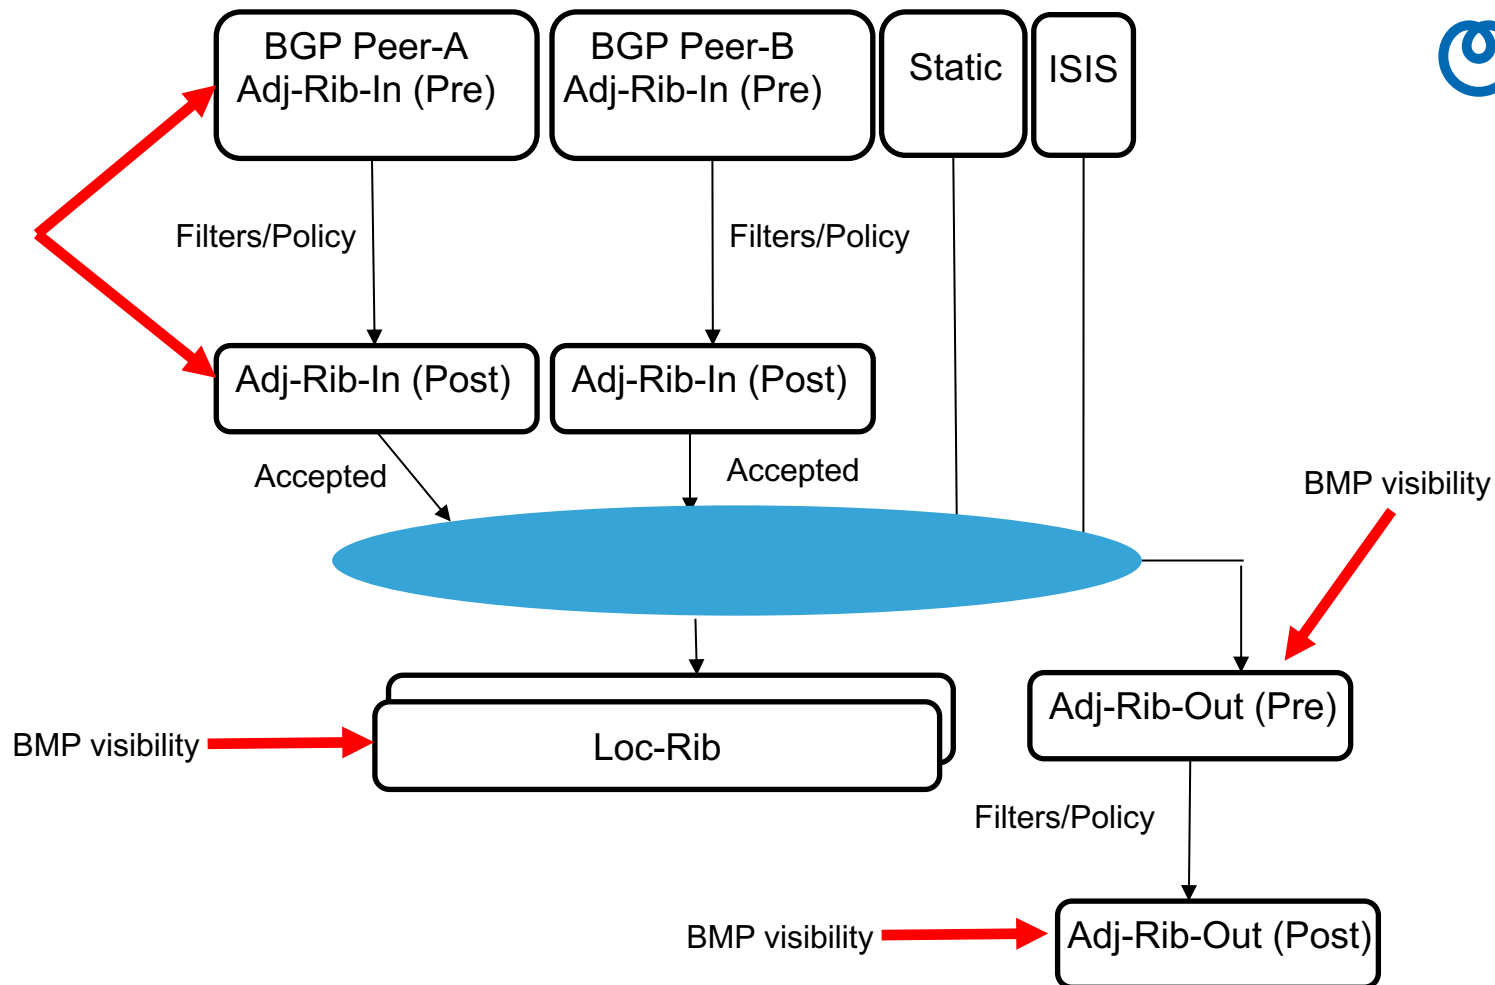 BGP Peer-A
Adj-Rib-In (Pre)
BGP Peer-B
Adj-Rib-In (Pre)
Static
ISIS
Filters/Policy
Filters/Policy
Adj-Rib-In (Post)
Adj-Rib-In (Post)
Accepted
Accepted
BMP visibility
Adj-Rib-Out (Pre)
BMP visibility
Loc-Rib
Filters/Policy
BMP visibility
Adj-Rib-Out (Post)